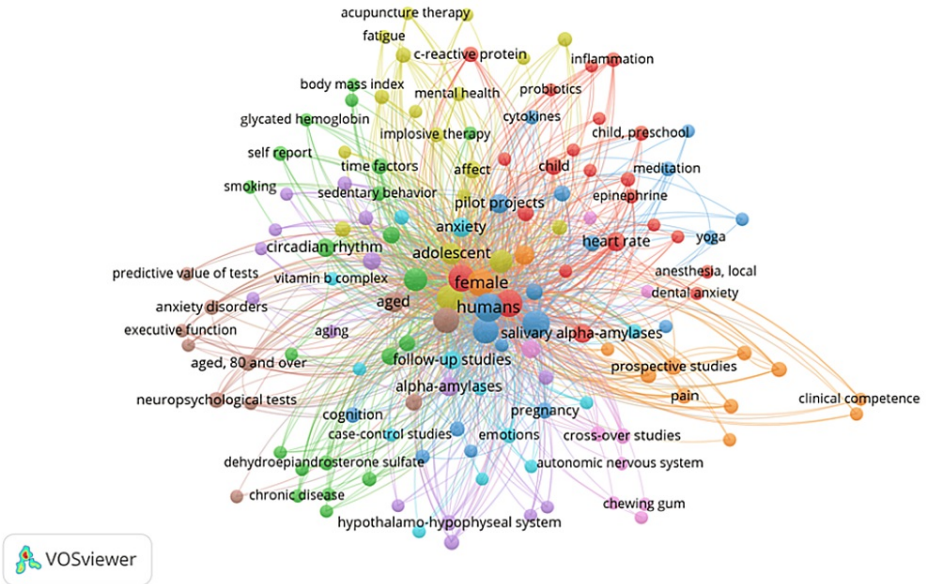 acupuncture therapy
fatigue
c-reactive protein
inflammation
body mass index
mental health
probiotics
glycated hemoglobin
cytokines
implosive therapy
child, preschool
self report
time factors
affect
child
meditation
smoking
sedentary behavior
pilot projects
epinephrine
anxiety
circadian rhythm
adolescent
heart rate
yoga
predictive value of tests
vitamin b complex
female
anesthesia, local
anxiety disorders
aged
humans
dental anxiety
executive function
aging
salivary alpha-amylases
aged, 80 and over
follow-up studies
prospective studies
neuropsychological tests
alpha-amylases
pain
clinical competence
cognition
pregnancy
case-control studies
emotions
cross-over studies
dehydroepiandrosterone sulfate
autonomic nervous system
chronic disease
chewing gum
hypothalamo-hypophyseal system
VOSviewer